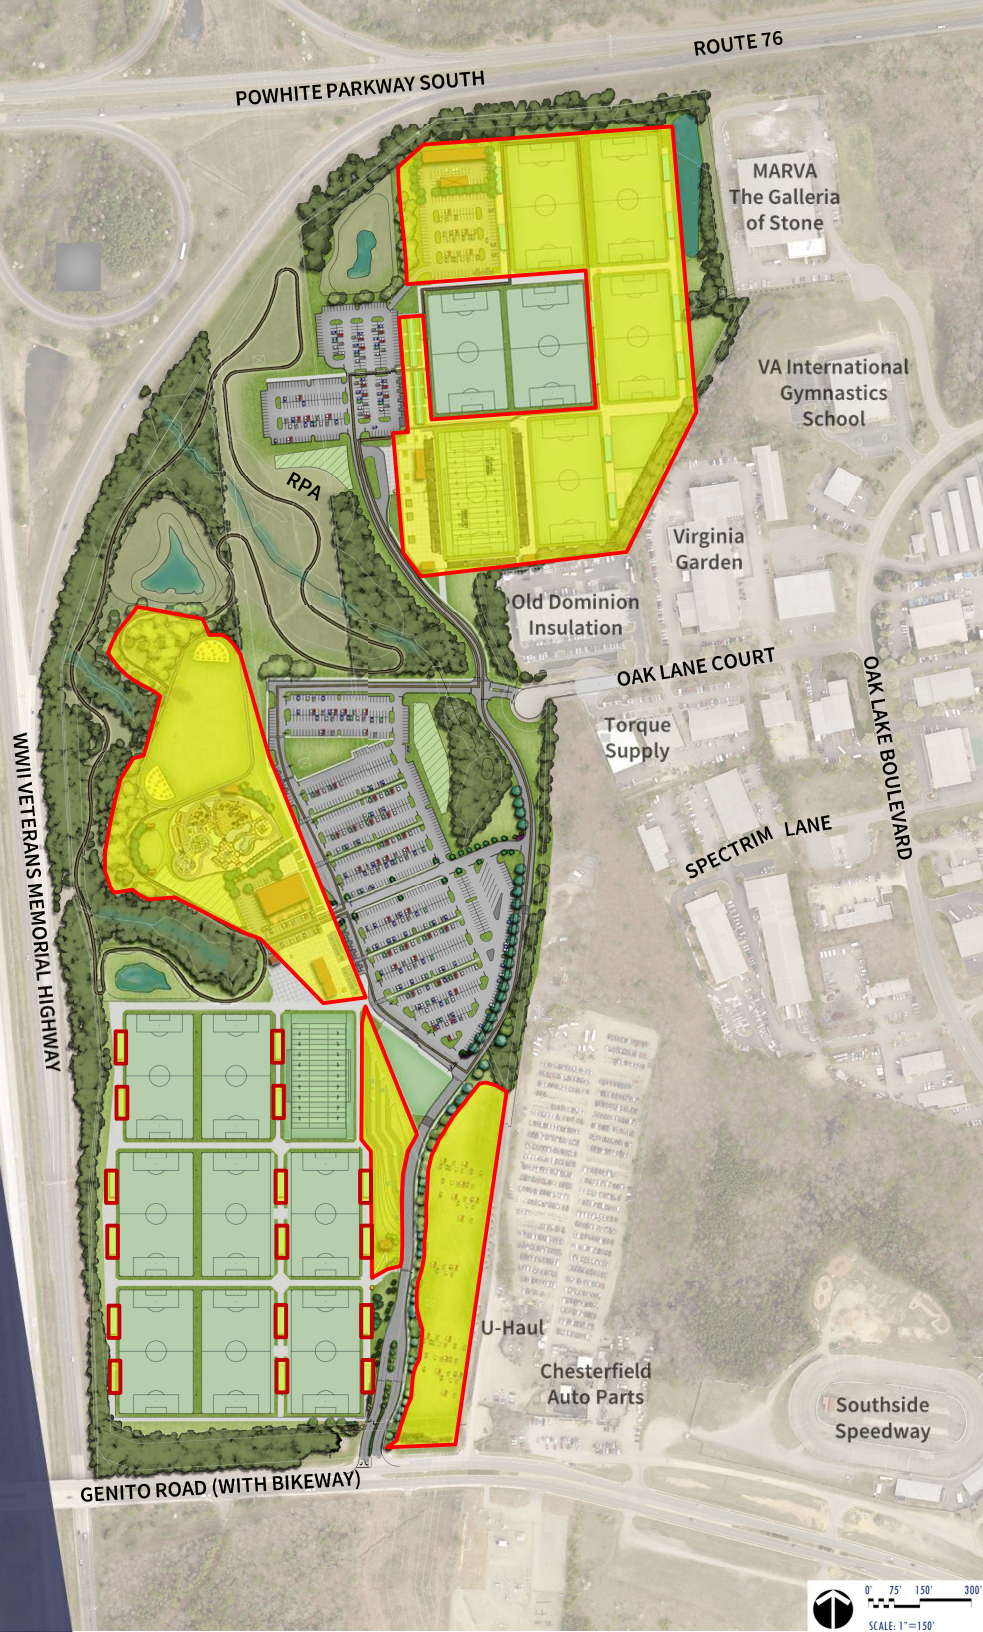 ROUTE 76
POWHITE PARKWAY SOUTH
MARVA
The Galleria
of Stone
VA International
Gymnastics
School
RPA
Virginia
Garden
Old Dominion
Insulation
OAK LANE COURT
OAK LAKE BOULEVARD
Torque
Supply
WWII VETERANS MEMORIAL HIGHWAY
SPECTRIM LANE
U-Haul
Chesterfield
Auto Parts
Southside
Speedway
GENITO ROAD (WITH BIKEWAY)
0' 75' 150' 300'
SCALE: 1"=150'